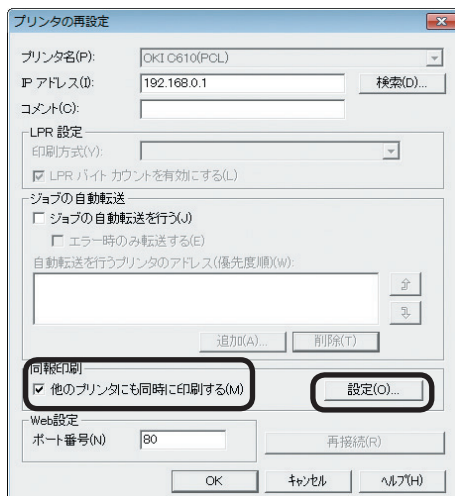 プリンタの再設定
プリンタ名(P): OKI C610(PCL)
IP アドレス(I): 192.168.0.1 検索(D)...
コメント(C):
LPR 設定
印刷方式(Y):
LPR バイト カウントを有効にする(L)
ジョブの自動転送
ジョブの自動転送を行う(J)
エラー時のみ転送する(E)
自動転送を行うプリンタのアドレス(優先度順)(W):
追加(A)... 削除(T)
同報印刷
他のプリンタにも同時に印刷する(M) 設定(O)...
Web設定
ポート番号(N) 80 再接続(R)
OK キャンセル ヘルプ(H)